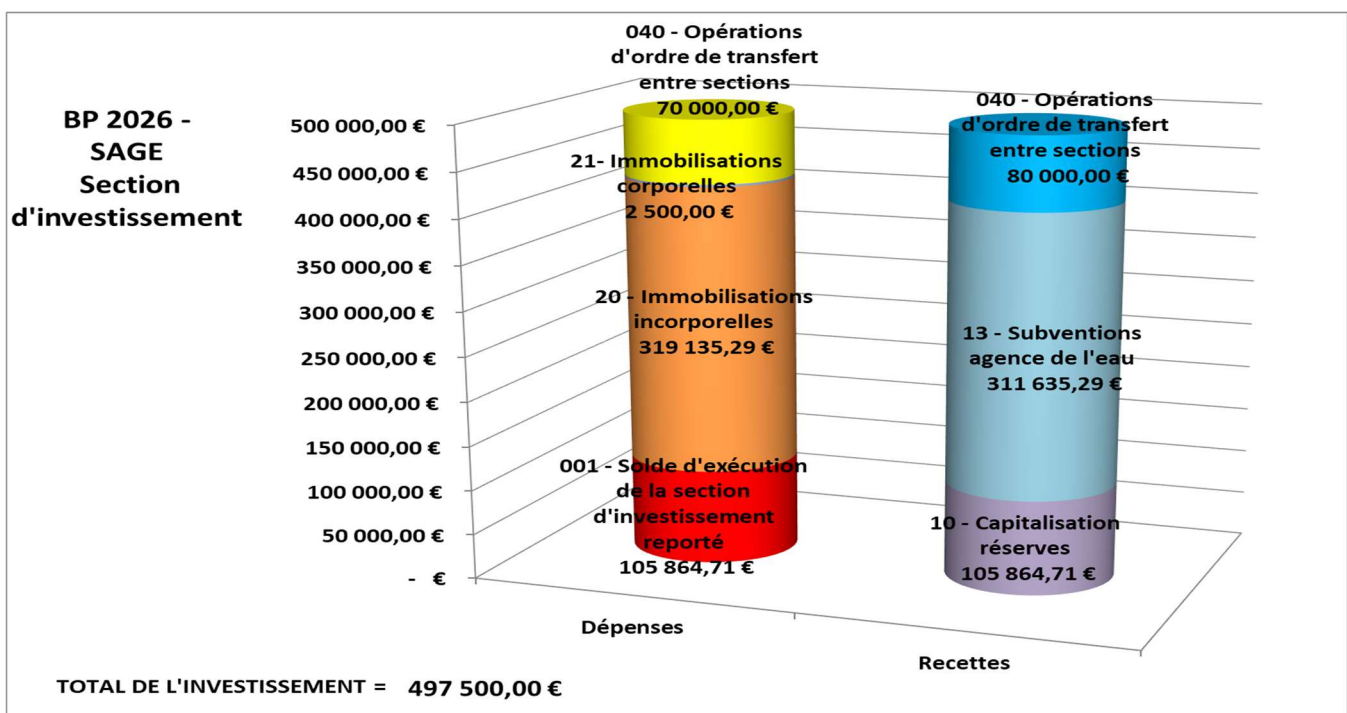 BP 2026 -
SAGE
Section
d'investissement
500 000,00 €
450 000,00 €
400 000,00 €
350 000,00 €
300 000,00 €
250 000,00 €
200 000,00 €
150 000,00 €
100 000,00 €
50 000,00 €
- €
040 - Opérations
d'ordre de transfert
entre sections
70 000,00 €
21- Immobilisations
corporelles
2 500,00 €
20 - Immobilisations
incorporelles
319 135,29 €
001 - Solde d'exécution
de la section
d'investissement
reporté
105 864,71 €
040 - Opérations
d'ordre de transfert
entre sections
80 000,00 €
13 - Subventions
agence de l'eau
311 635,29 €
10 - Capitalisation
réserves
105 864,71 €
Dépenses
Recettes
TOTAL DE L'INVESTISSEMENT = 497 500,00 €